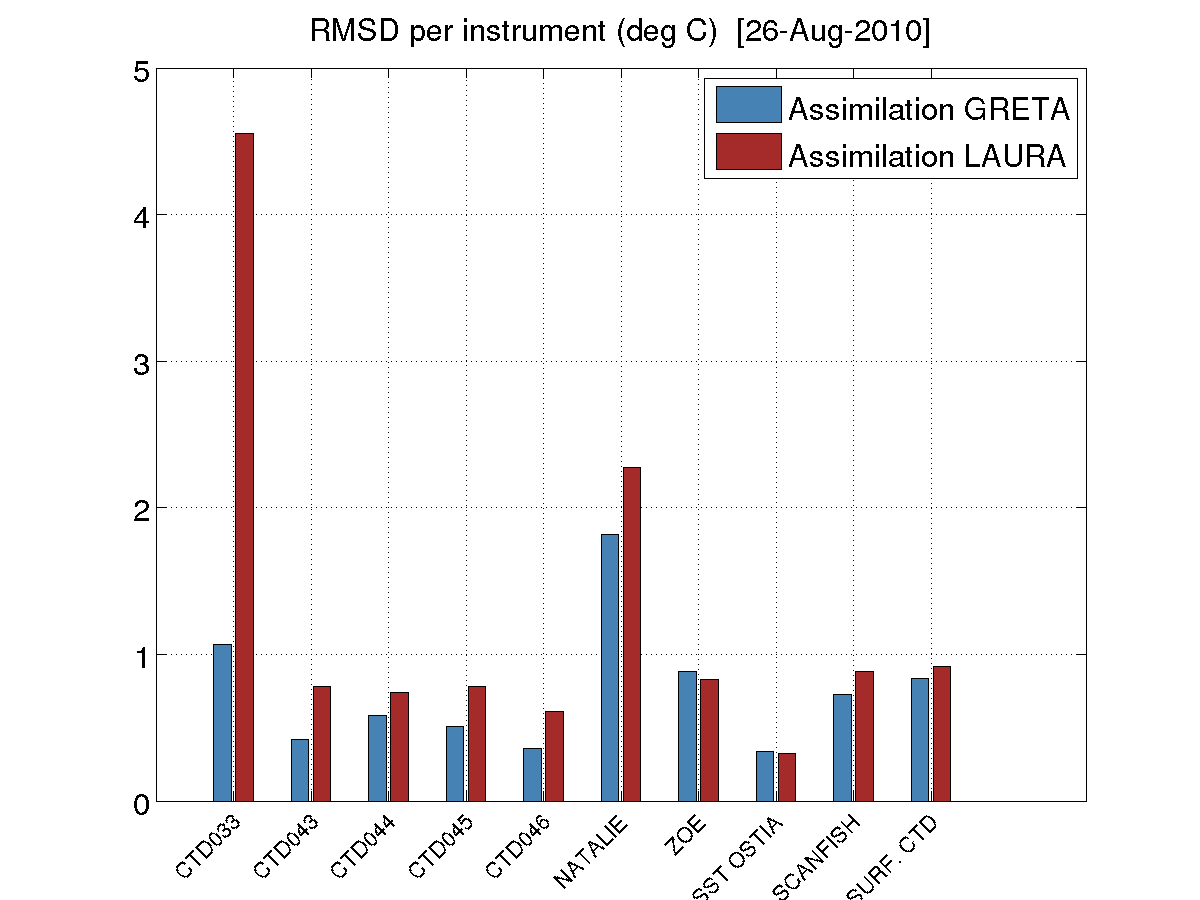 RMSD per instrument (deg C)  [26-Aug-2010]
Assimilation GRETA
Assimilation LAURA
5
4
3
2
1
0
CTD033
CTD043
CTD044
CTD045
CTD046
NATALIE
ZOE
SST OSTIA
SCANFISH
SURF. CTD